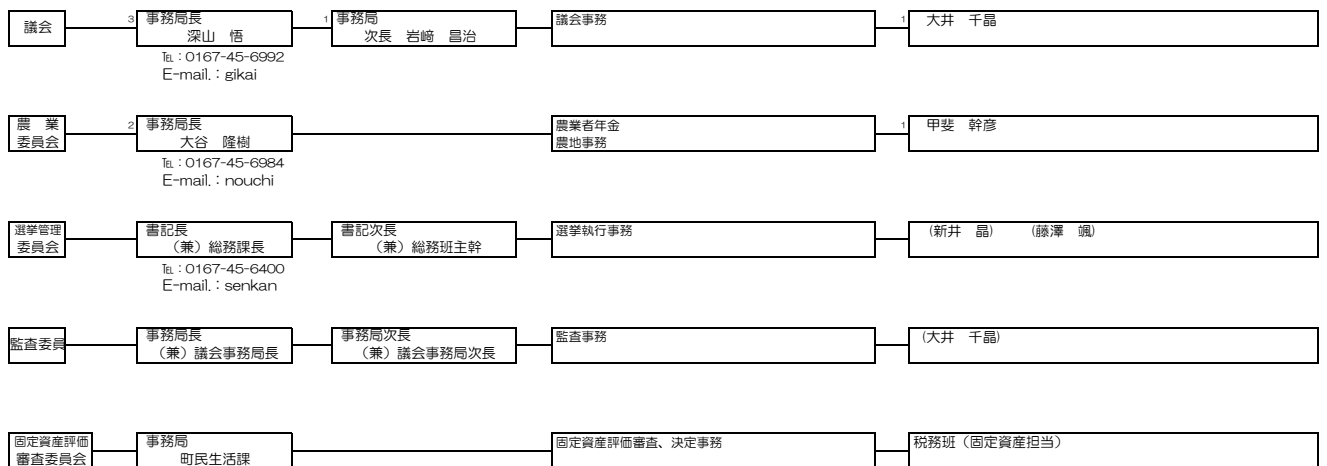 議会
3
事務局長
深山 悟
℡:0167-45-6992
E-mail.:gikai
1
事務局
次長 岩﨑 昌治
議会事務
1
大井 千晶
農 業
委員会
2
事務局長
大谷 隆樹
℡:0167-45-6984
E-mail.:nouchi
農業者年金
農地事務
1
甲斐 幹彦
選挙管理
委員会
書記長
(兼)総務課長
℡:0167-45-6400
E-mail.:senkan
書記次長
(兼)総務班主幹
選挙執行事務
(新井 晶) (藤澤 颯)
監査委員
事務局長
(兼)議会事務局長
事務局次長
(兼)議会事務局次長
監査事務
(大井 千晶)
固定資産評価
審査委員会
事務局
町民生活課
固定資産評価審査、決定事務
税務班(固定資産担当)